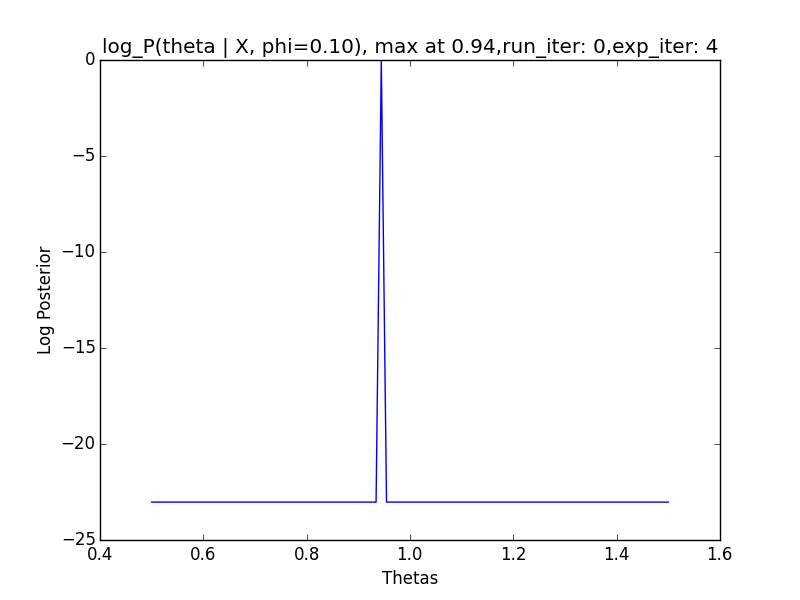 log_P(theta | X, phi=0.10), max at 0.94,run_iter: 0,exp_iter: 4
0
−5
−10
−15
−20
−25
Log Posterior
0.4 0.6 0.8 1.0 1.2 1.4 1.6
Thetas